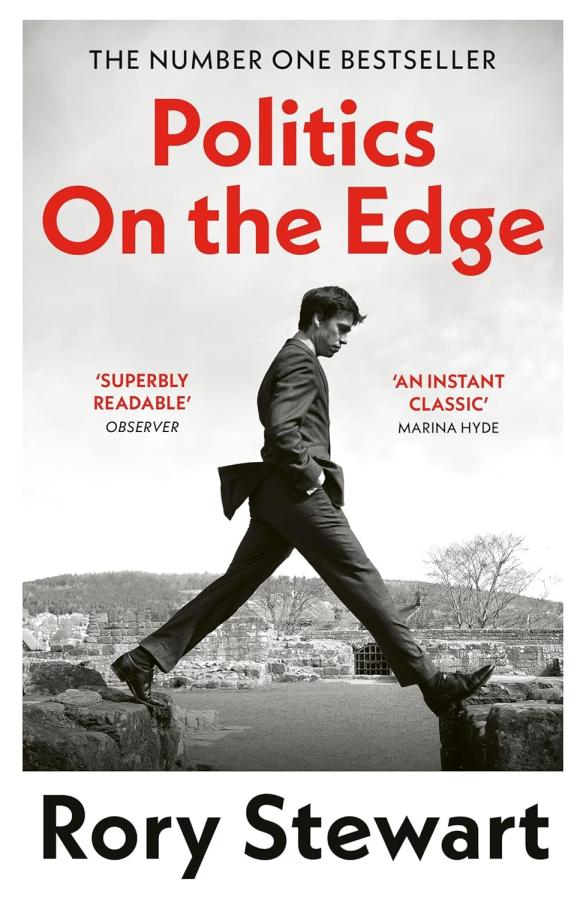 THE NUMBER ONE BESTSELLER
Politics
On the Edge
‘SUPERBLY
READABLE’
OBSERVER
‘AN INSTANT
CLASSIC’
MARINA HYDE
Rory Stewart